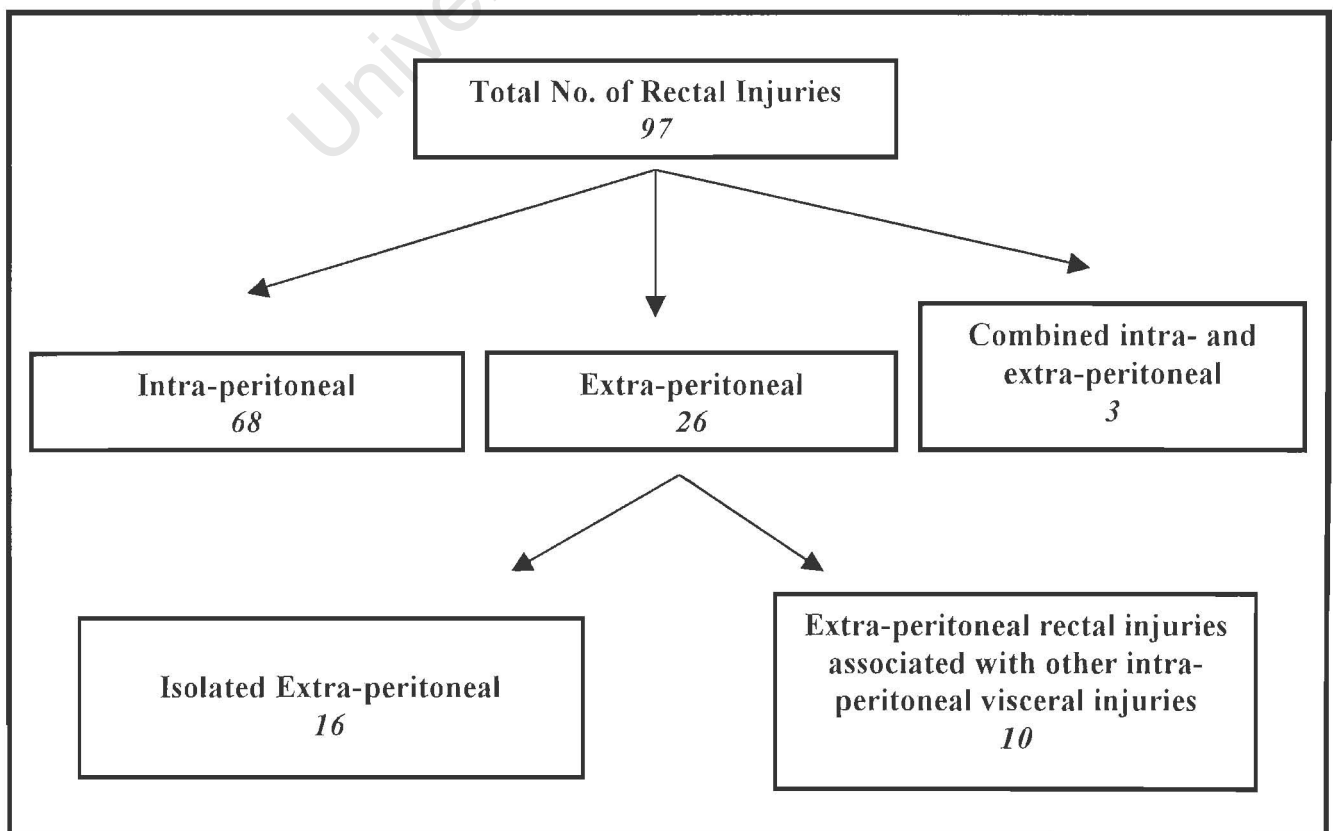 Univer
Total No. of Rectal Injuries
97
Intra-peritoneal
68
Extra-peritoneal
26
Combined intra- and
extra-peritoneal
3
Isolated Extra-peritoneal
16
Extra-peritoneal rectal injuries
associated with other intra-
peritoneal visceral injuries
10